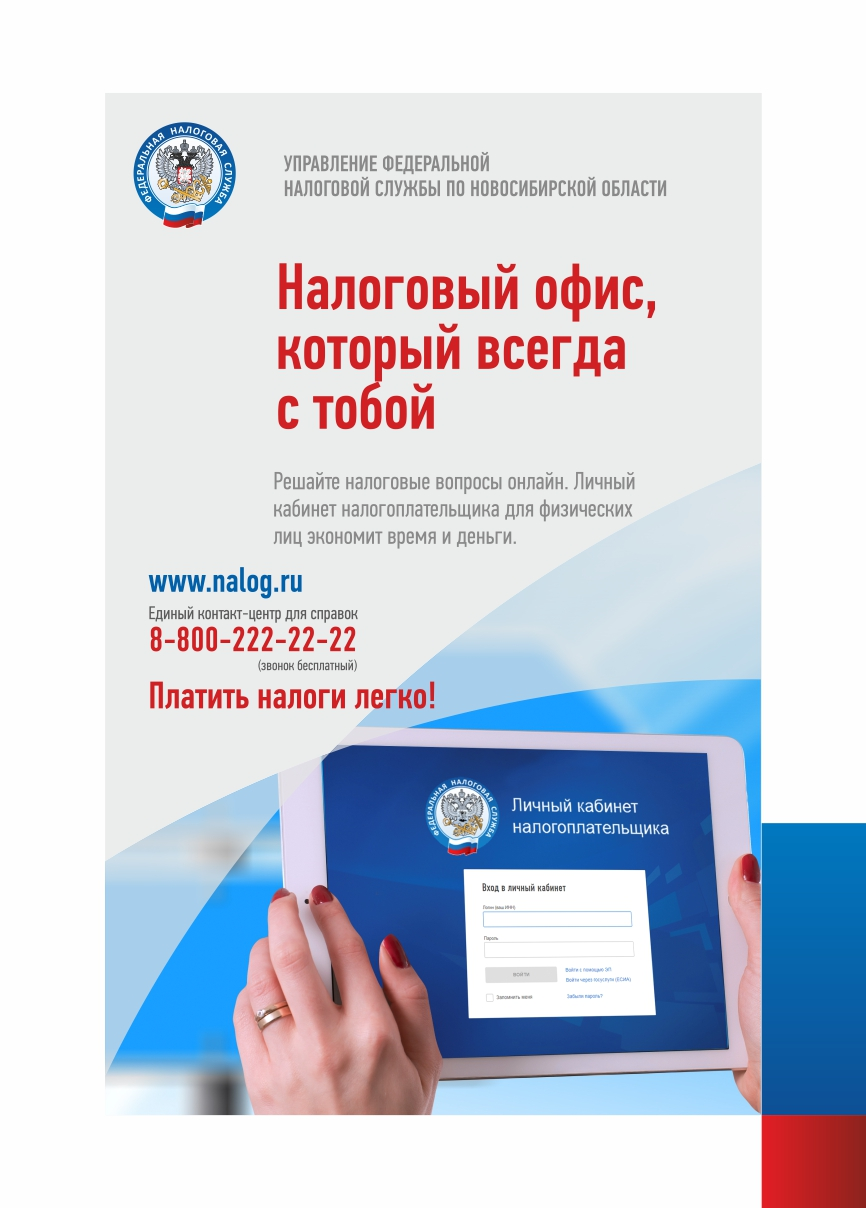 ФЕДЕРАЛЬНАЯ НАЛОГОВАЯ СЛУЖБА
УПРАВЛЕНИЕ ФЕДЕРАЛЬНОЙ
НАЛОГОВОЙ СЛУЖБЫ ПО НОВОСИБИРСКОЙ ОБЛАСТИ
Налоговый офис,
который всегда
с тобой
Решайте налоговые вопросы онлайн. Личный
кабинет налогоплательщика для физических
лиц экономит время и деньги.
www.nalog.ru
Единый контакт-центр для справок
8-800-222-22-22
(звонок бесплатный)
Платить налоги легко!
ФЕДЕРАЛЬНАЯ НАЛОГОВАЯ СЛУЖБА
Личный кабинет
налогоплательщика
Вход в личный кабинет
Логин (ваш ИНН)
Пароль
ВОЙТИ
Войти с помощью ЭП
Войти через госуслуги (ЕСИА)
Запомнить меня
Забыли пароль?